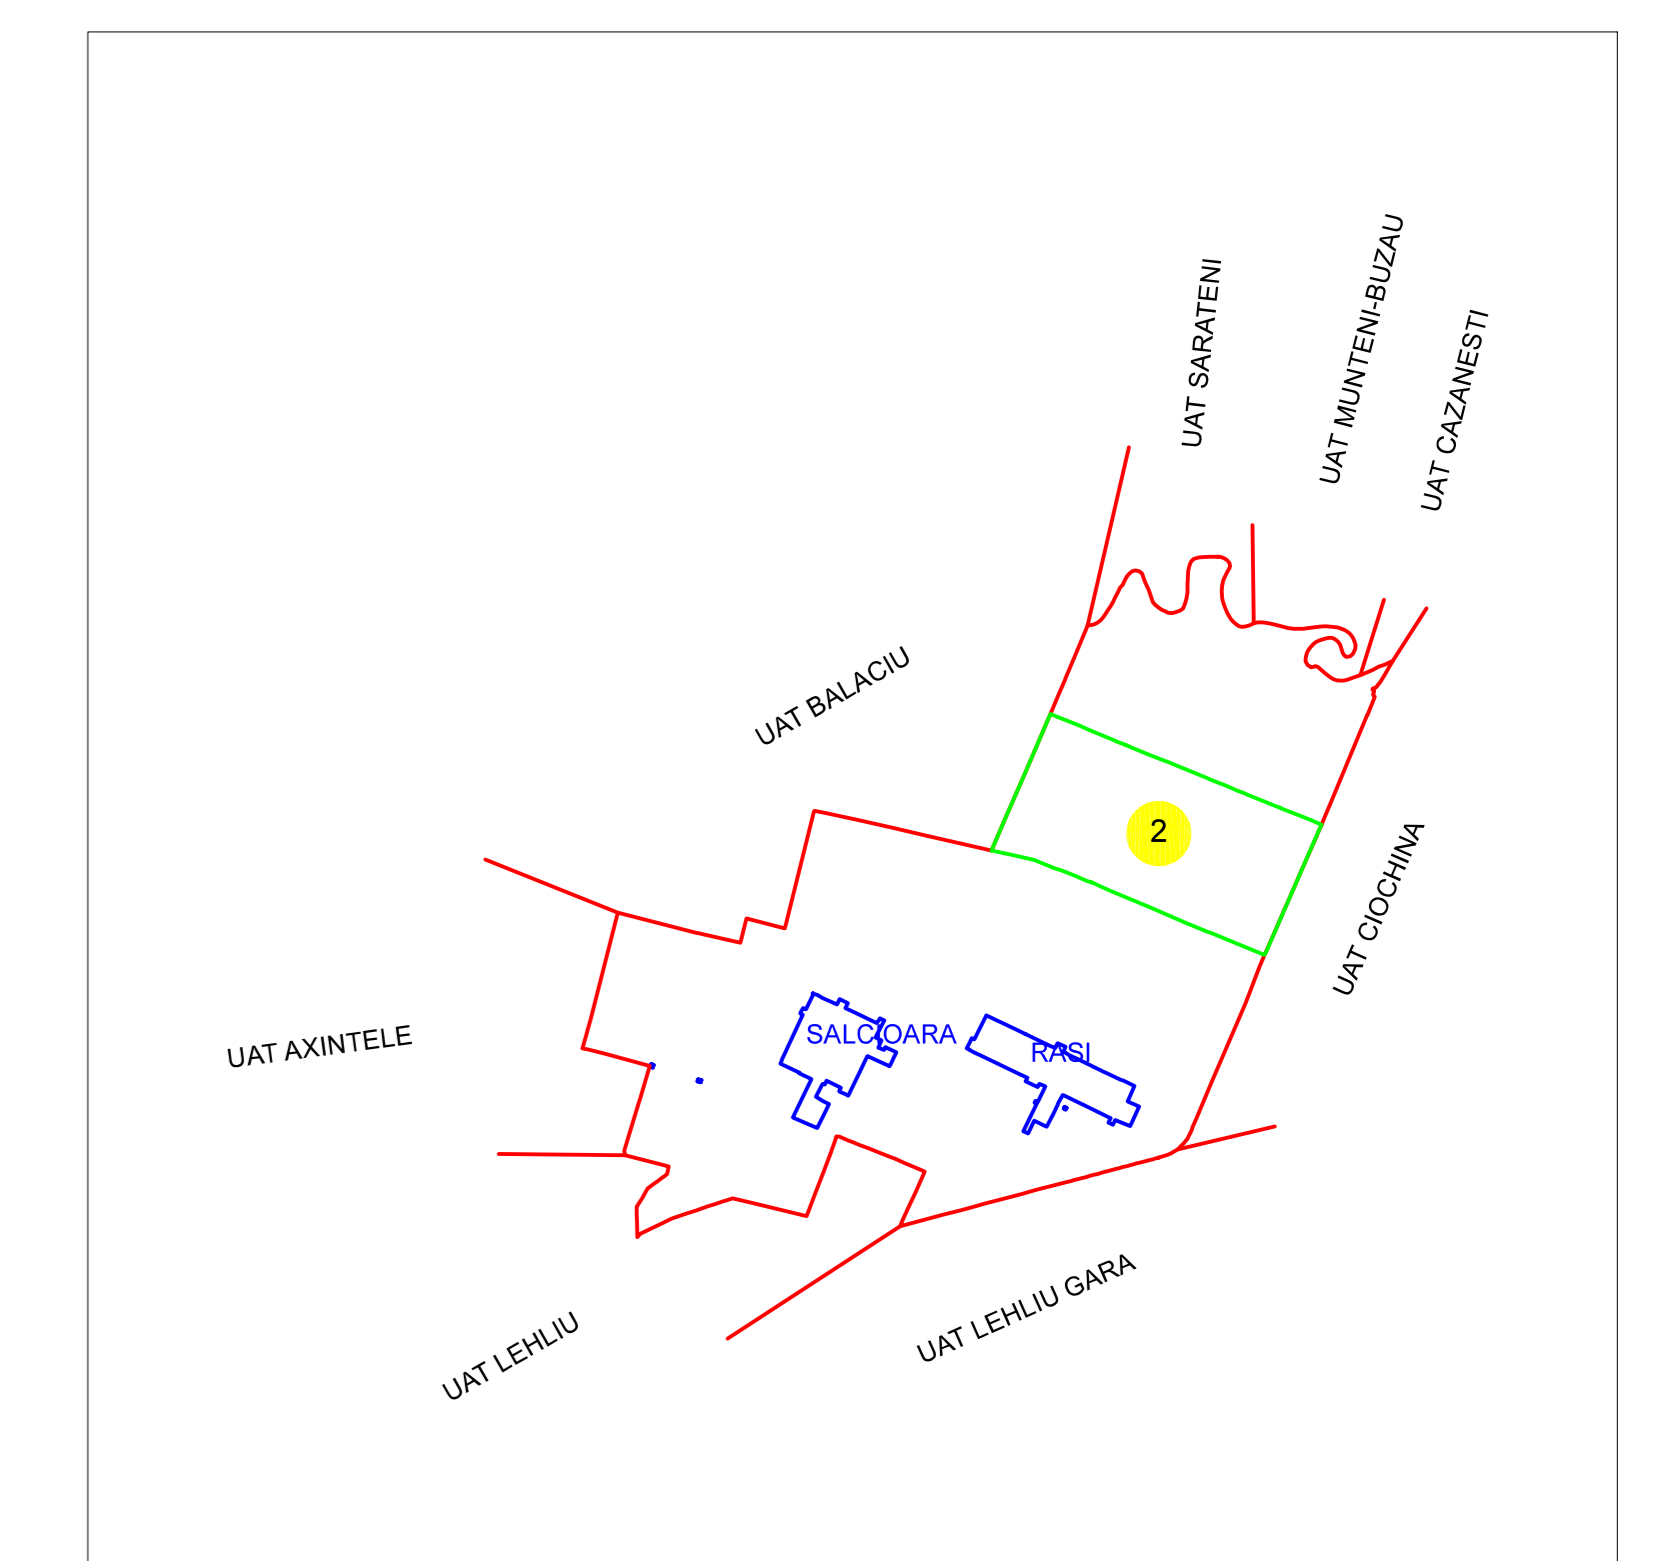 UAT SARATENI
UAT MUNTENI-BUZAU
UAT CAZANESTI
UAT BALACIU
2
UAT CIOCHINA
UAT AXINTELE
SALCIOARA
RASI
UAT LEHLIU GARA
UAT LEHLIU